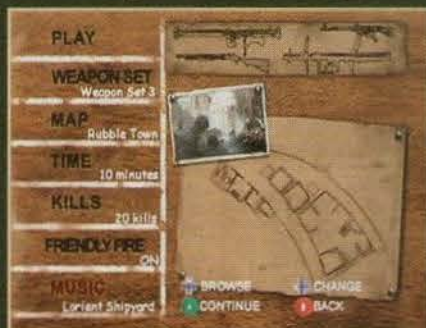 PLAY
WEAPON SET
Weapon Set 3
MAP
Rubble Town
TIME
10 minutes
KILLS
20 kills
FRIENDLY FIRE
ON
MUSIC
Lorient Shipyard
BROWSE
CHANGE
CONTINUE
BACK